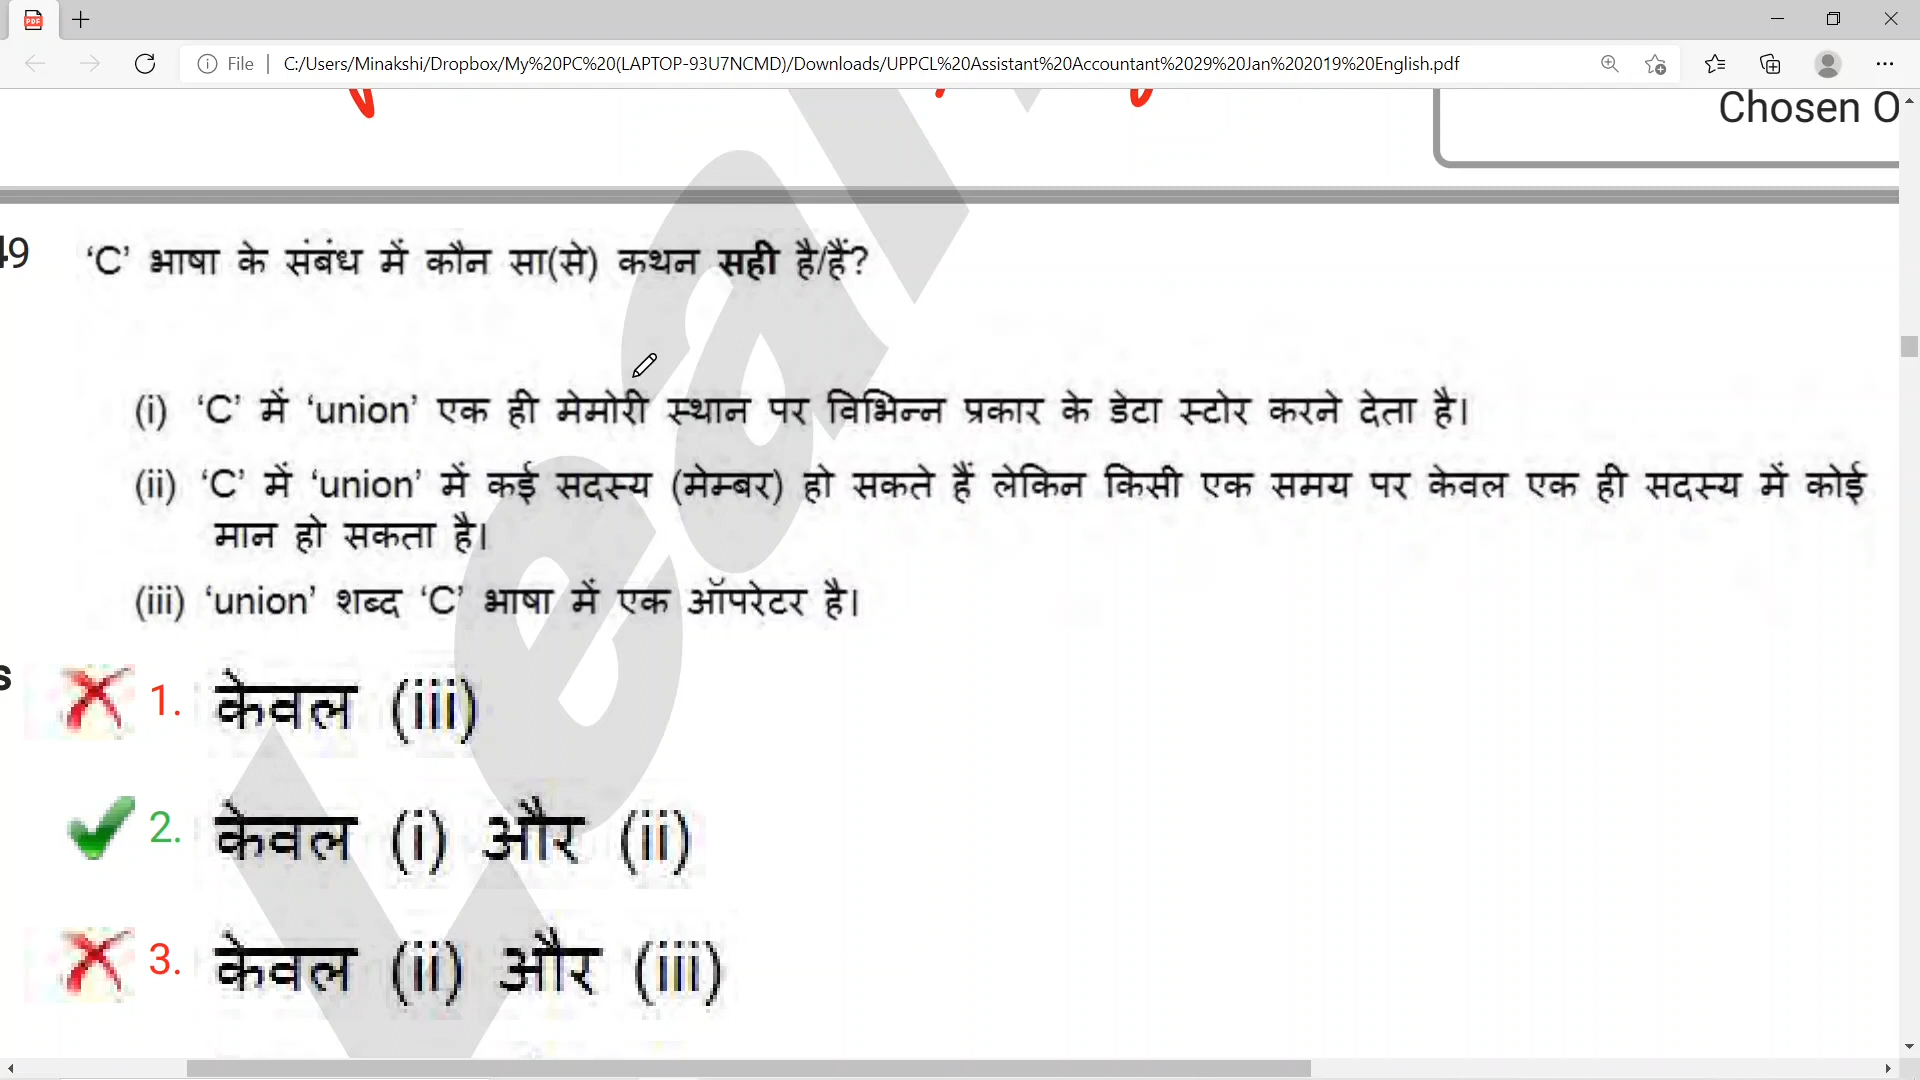 File
C:/Users/Minakshi/Dropbox/My%20PC%20(LAPTOP-93U7NCMD)/Downloads/UPPCL%20Assistant%20Accountant%2029%20Jan%202019%20English.pdf
Chosen O
49 ‘C’ भाषा के संबंध में कौन सा(से) कथन सही है/हैं?
(i) ‘C’ में ‘union’ एक ही मेमोरी स्थान पर विभिन्न प्रकार के डेटा स्टोर करने देता है।
(ii) ‘C’ में ‘union’ में कई सदस्य (मेम्बर) हो सकते हैं लेकिन किसी एक समय पर केवल एक ही सदस्य में कोई
मान हो सकता है।
(iii) ‘union’ शब्द ‘C’ भाषा में एक ऑपरेटर है।
s
1. केवल (iii)
2. केवल (i) और (ii)
3. केवल (ii) और (iii)